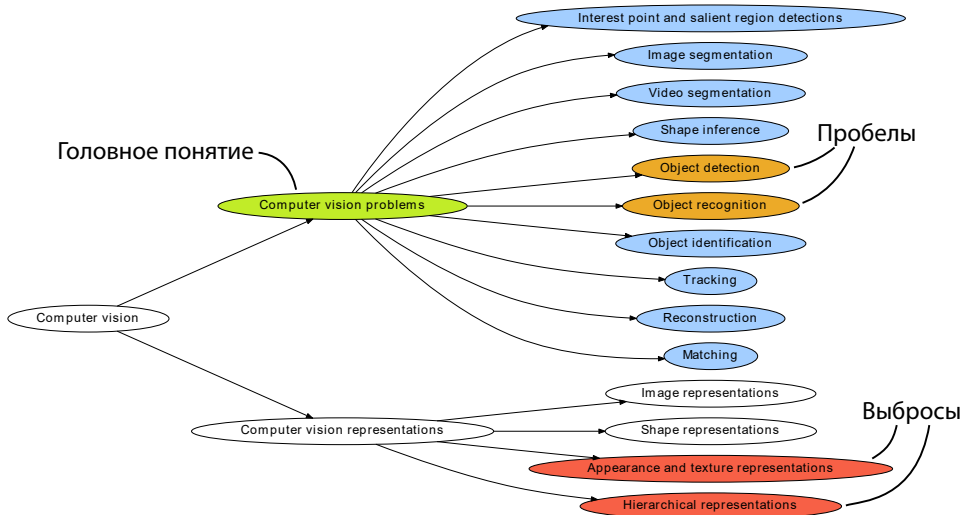 Interest point and salient region detections
Image segmentation
Video segmentation
Shape inference
Пробелы
Головное понятие
Object detection
Computer vision problems
Object recognition
Object identification
Tracking
Computer vision
Reconstruction
Matching
Image representations
Выбросы
Computer vision representations
Shape representations
Appearance and texture representations
Hierarchical representations